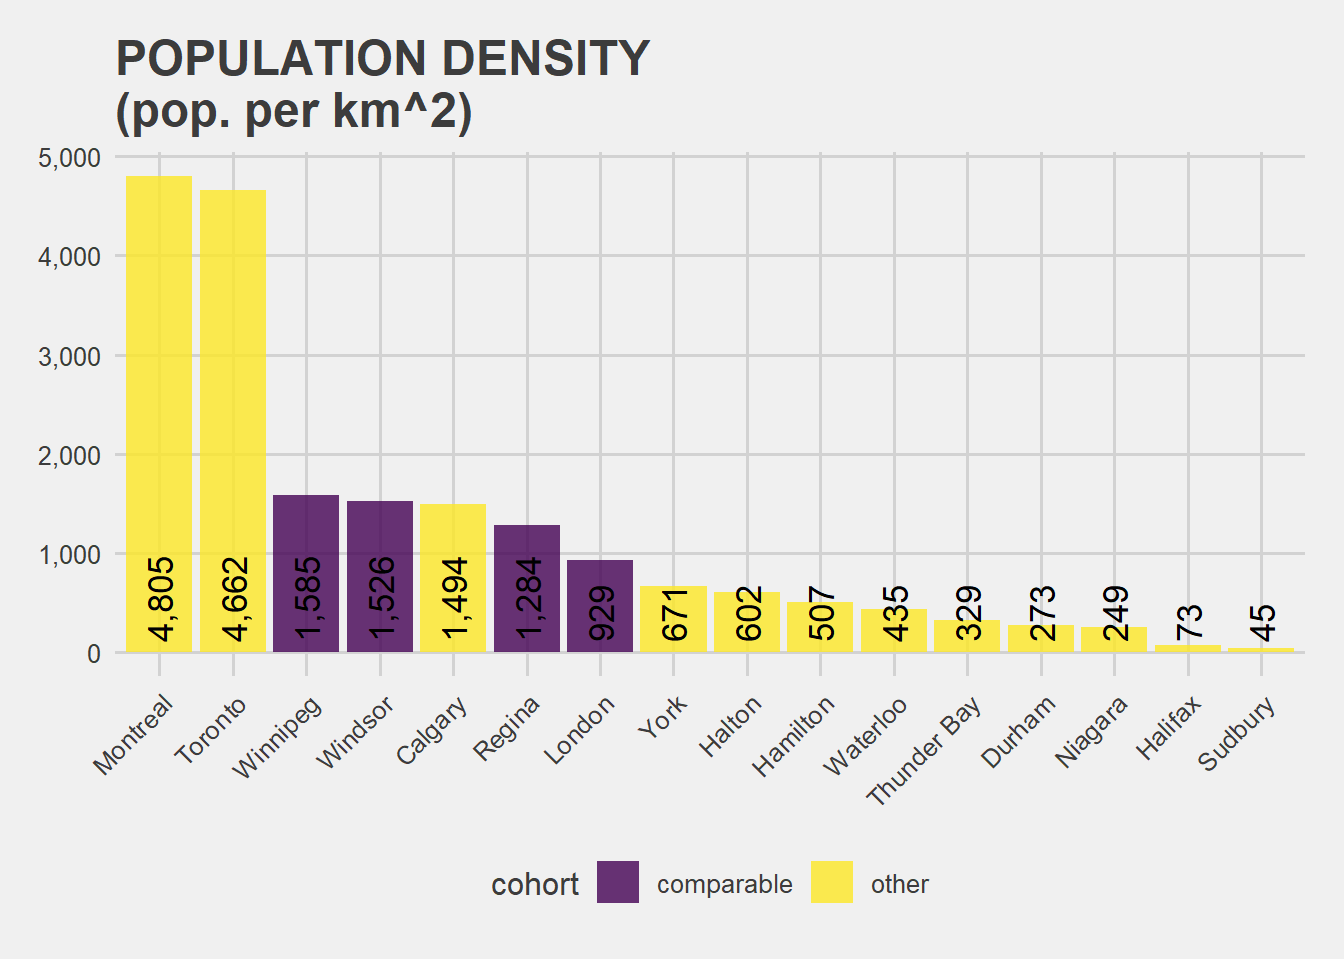 POPULATION DENSITY
(pop. per km^2)
5,000
4,000
3,000
2,000
1,000
0
4,805
4,662
1,585
1,526
1,494
1,284
929
671
602
507
435
329
273
249
73
45
Montreal
Toronto
Winnipeg
Windsor
Calgary
Regina
London
York
Halton
Hamilton
Waterloo
Thunder Bay
Durham
Niagara
Halifax
Sudbury
cohort comparable other